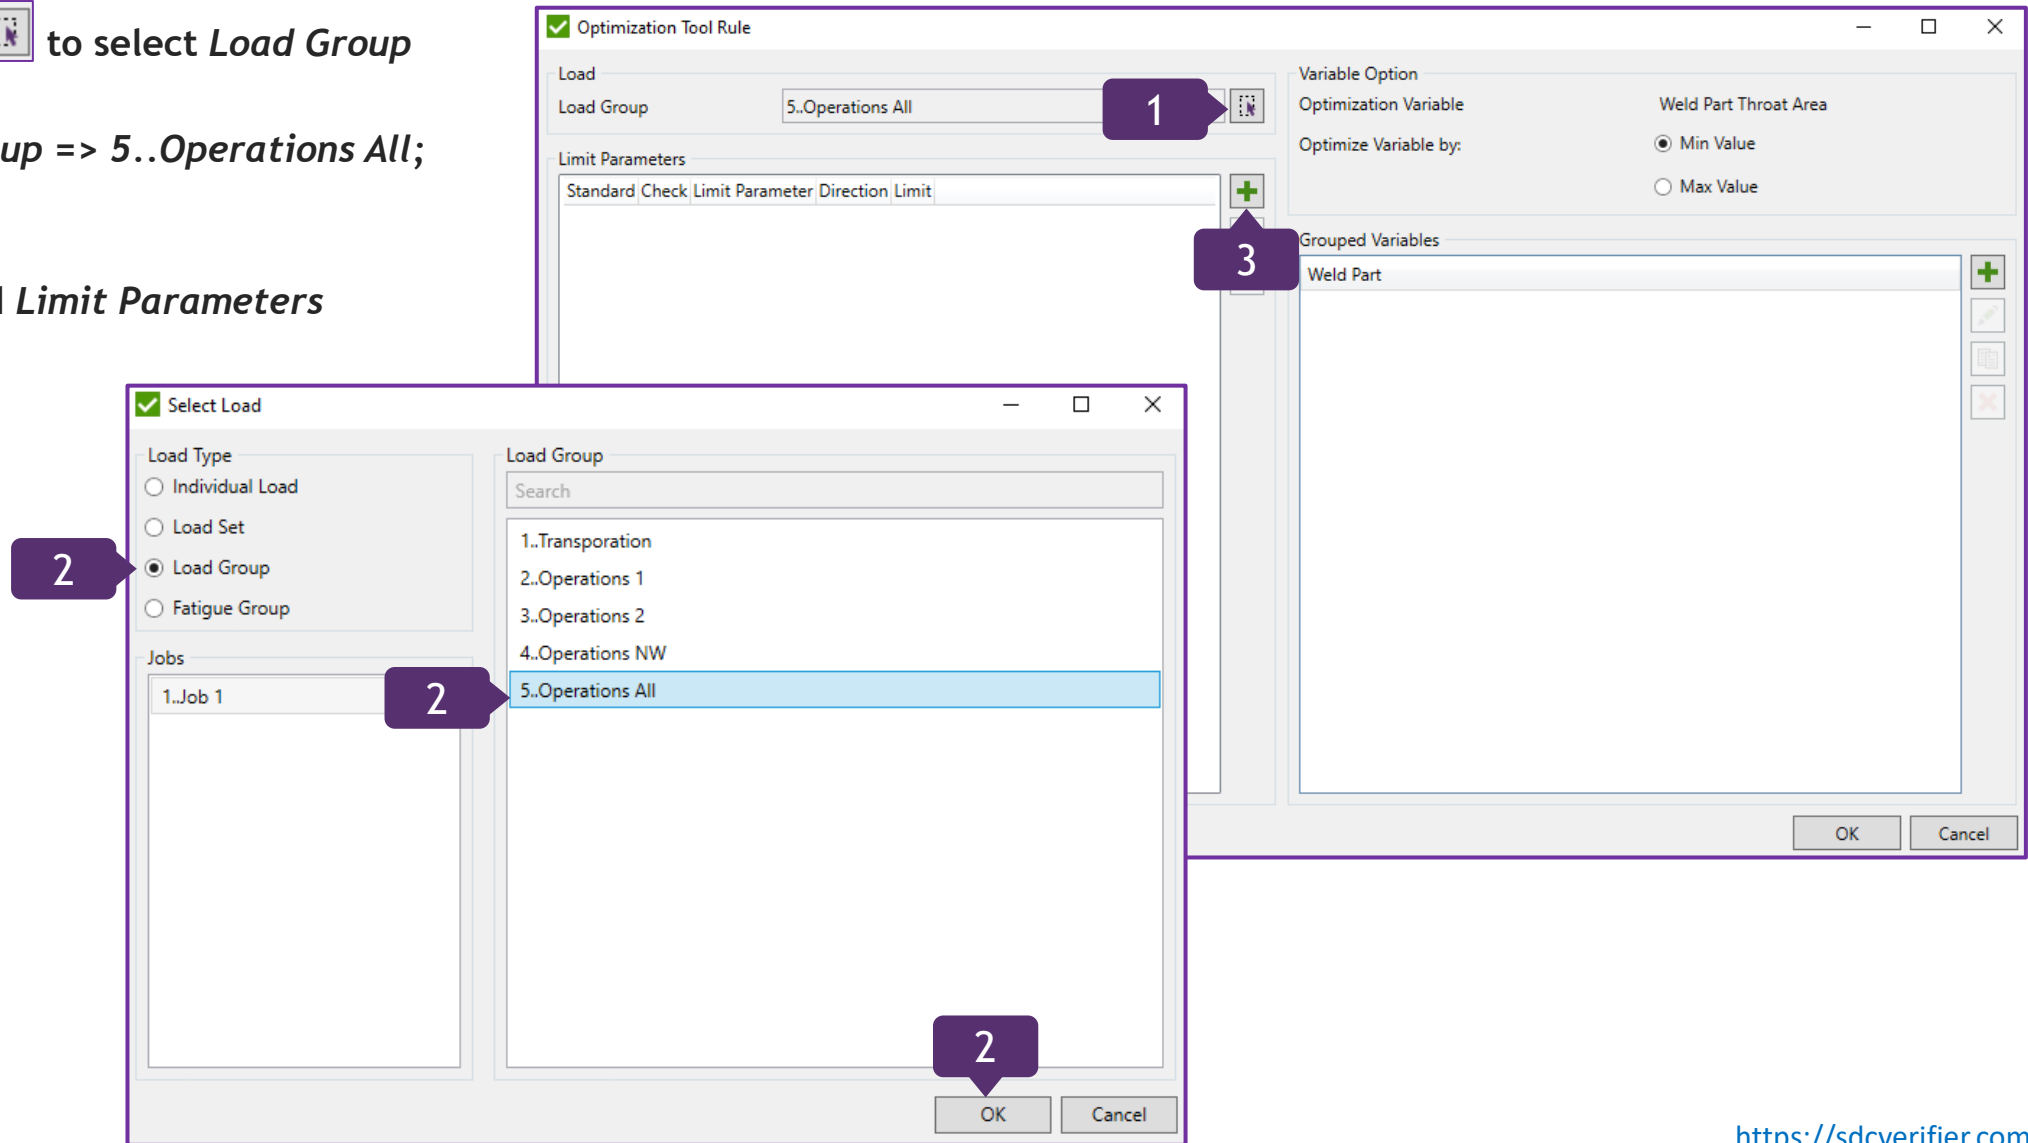 to select Load Group
up => 5..Operations All;
Limit Parameters
Optimization Tool Rule
Load
Load Group 5..Operations All 1
Limit Parameters
Standard Check Limit Parameter Direction Limit
3
Variable Option
Optimization Variable Weld Part Throat Area
Optimize Variable by: Min Value
Max Value
Grouped Variables
Weld Part
OK Cancel
Select Load
Load Type
Individual Load
Load Set
2 Load Group
Fatigue Group
Jobs
1..Job 1 2
Load Group
Search
1..Transporation
2..Operations 1
3..Operations 2
4..Operations NW
5..Operations All
2
OK Cancel
https://sdcverifier.com